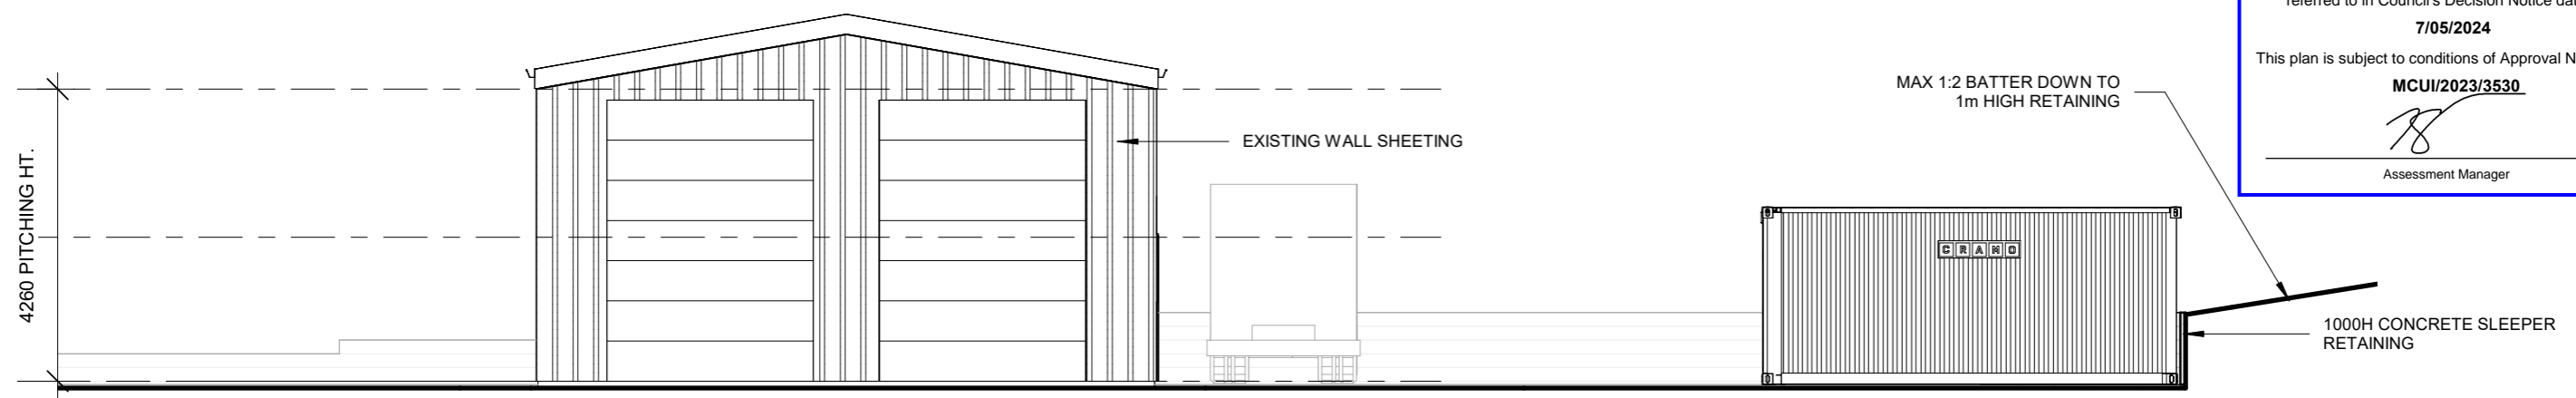 referred to in Council's Decision Notice
7/05/2024
This plan is subject to conditions of Approval
MCUI/2023/3530
Assessment Manager
MAX 1:2 BATTER DOWN TO
1m HIGH RETAINING
EXISTING WALL SHEETING
4260 PITCHING HT.
CRAMO
1000H CONCRETE SLEEPER
RETAINING